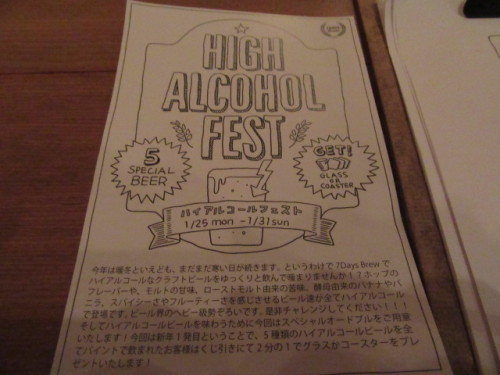 HIGH
ALCOHOL
FEST
5
SPECIAL
BEER
GET!
GLASS
OR
COASTER
ハイアルコールフェスト
1/25 mon -1/31sun
今年は暖冬といえども、まだまだ寒い日が続きます。というわけで 7Days Brew で
ハイアルコールなクラフトビールをゆっくりと飲んで暖まりませんか！？ホップの
フレーバーや、モルトの甘味、ローストモルト由来の苦味、酵母由来のバナナやバ
ニラ、スパイシーさやフルーティーさを感じさせるビール達が全てハイアルコール
で登場です。ビール界のヘビー級勢ぞろいです。是非チャレンジしてください！！！
そしてハイアルコールビールを味わうために今回はスペシャルオードブルをご用意
いたします！今回は新年１発目ということで、５種類のハイアルコールビールを全
てパイントで飲まれたお客様はくじ引きにて２分の１でグラスかコースターをプレ
ゼントいたします！